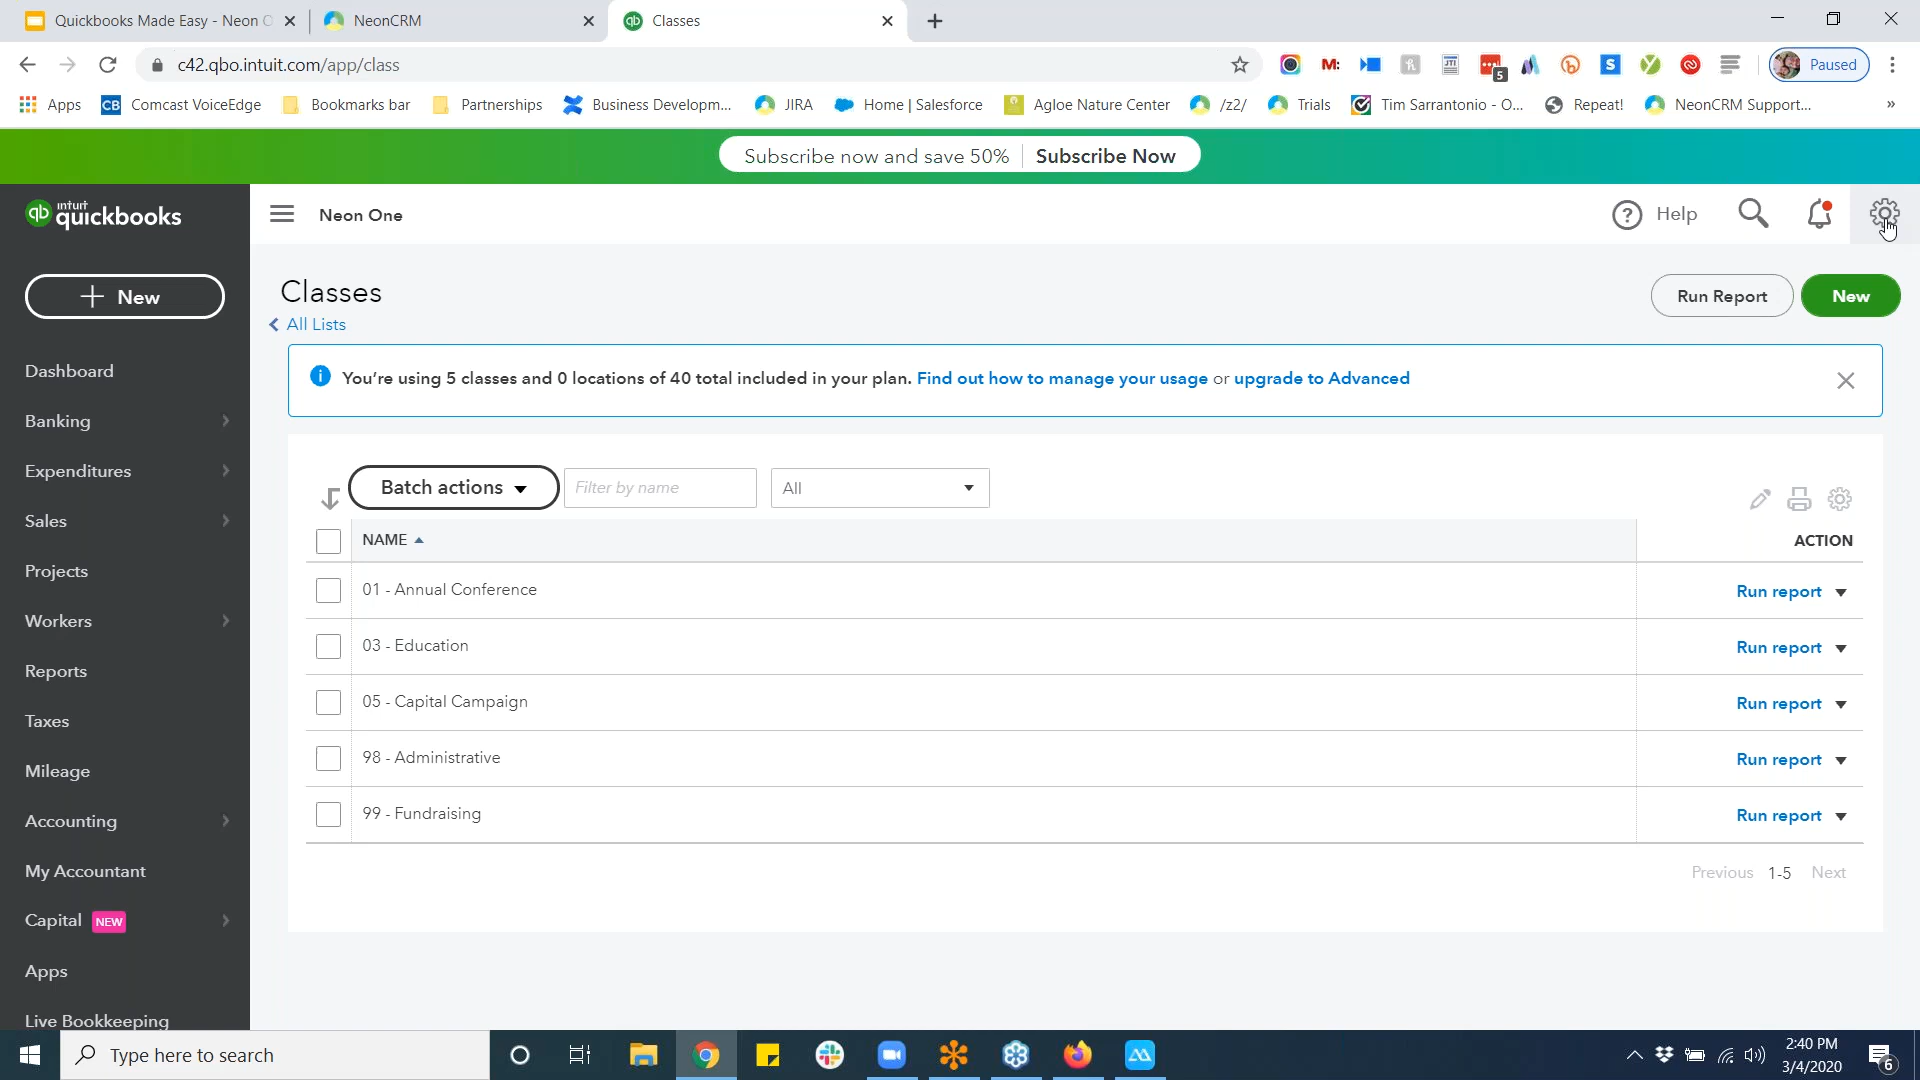 Quickbooks Made Easy - Neon
NeonCRM
Classes
c42.qbo.intuit.com/app/class
M:
JTI
5
S
Paused
Apps
CB Comcast VoiceEdge
Bookmarks bar
Partnerships
Business Developm...
JIRA
Home | Salesforce
Agloe Nature Center
/z2/
Trials
Tim Sarrantonio - O...
Repeat!
NeonCRM Support...
»
Subscribe now and save 50% Subscribe Now
qb intuit quickbooks
Neon One
? Help
+ New
Dashboard
Banking
Expenditures
Sales
Projects
Workers
Reports
Taxes
Mileage
Accounting
My Accountant
Capital NEW
Apps
Live Bookkeeping
Classes
All Lists
Run Report
New
You're using 5 classes and 0 locations of 40 total included in your plan. Find out how to manage your usage or upgrade to Advanced
Batch actions
Filter by name
All
NAME
ACTION
01 - Annual Conference
Run report
03 - Education
Run report
05 - Capital Campaign
Run report
98 - Administrative
Run report
99 - Fundraising
Run report
Previous 1-5 Next
Type here to search
2:40 PM
3/4/2020
6